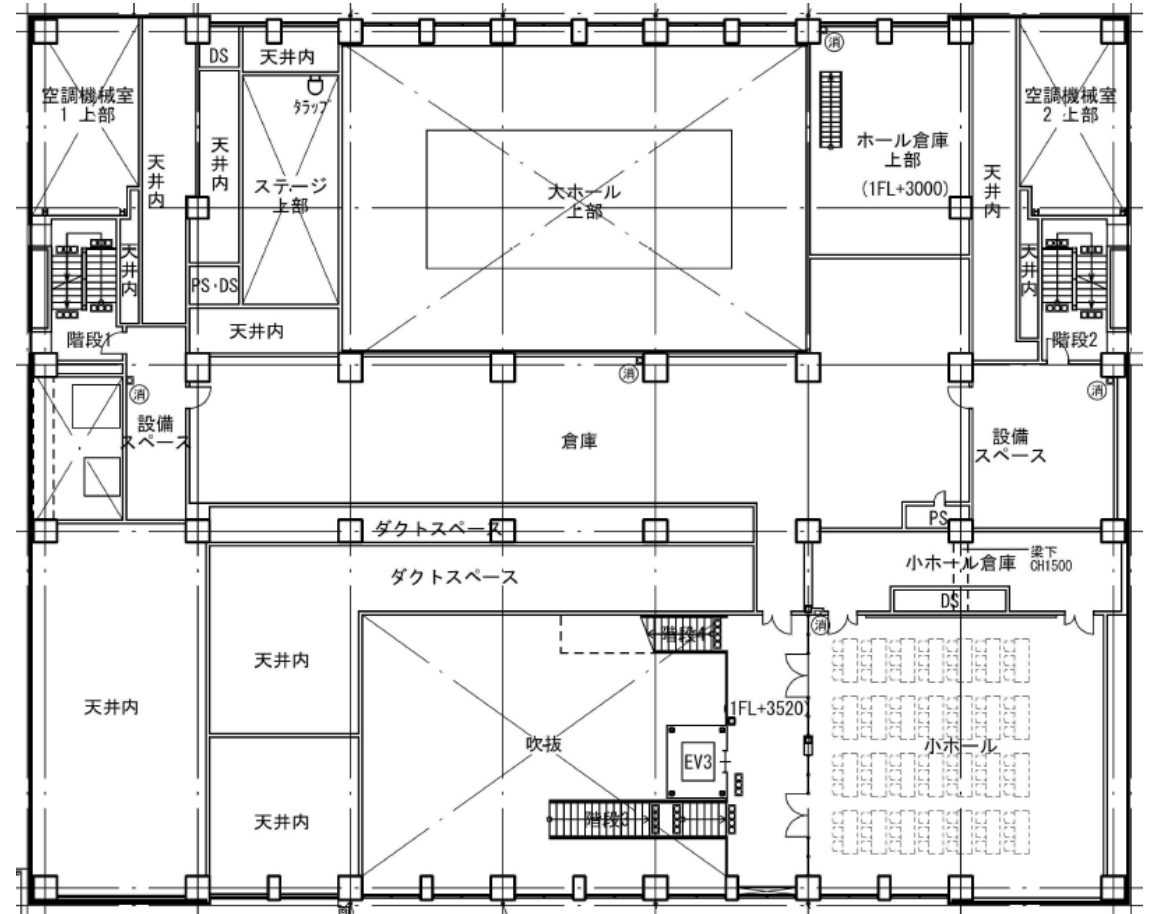 DS
天井内
消
空調機械室
1 上部
タラップ
空調機械室
2 上部
ホール倉庫
上部
(1FL+3000)
天井内
天井内
ステージ
上部
大ホール
上部
天井内
天井内
天井内
PS・DS
天井内
階段1
階段2
消
消
消
設備
スペース
倉庫
設備
スペース
PS
ダクトスペース
小ホール倉庫
梁下
CH1500
ダクトスペース
DS
消
階段4
天井内
天井内
(1FL+3520)
吹抜
小ホール
EV3
天井内
階段3